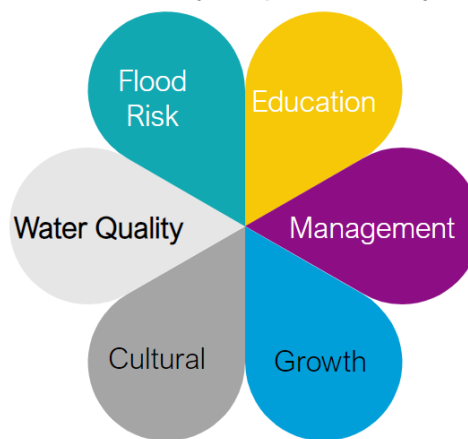 Flood
Risk
Education
Water Quality
Management
Cultural
Growth